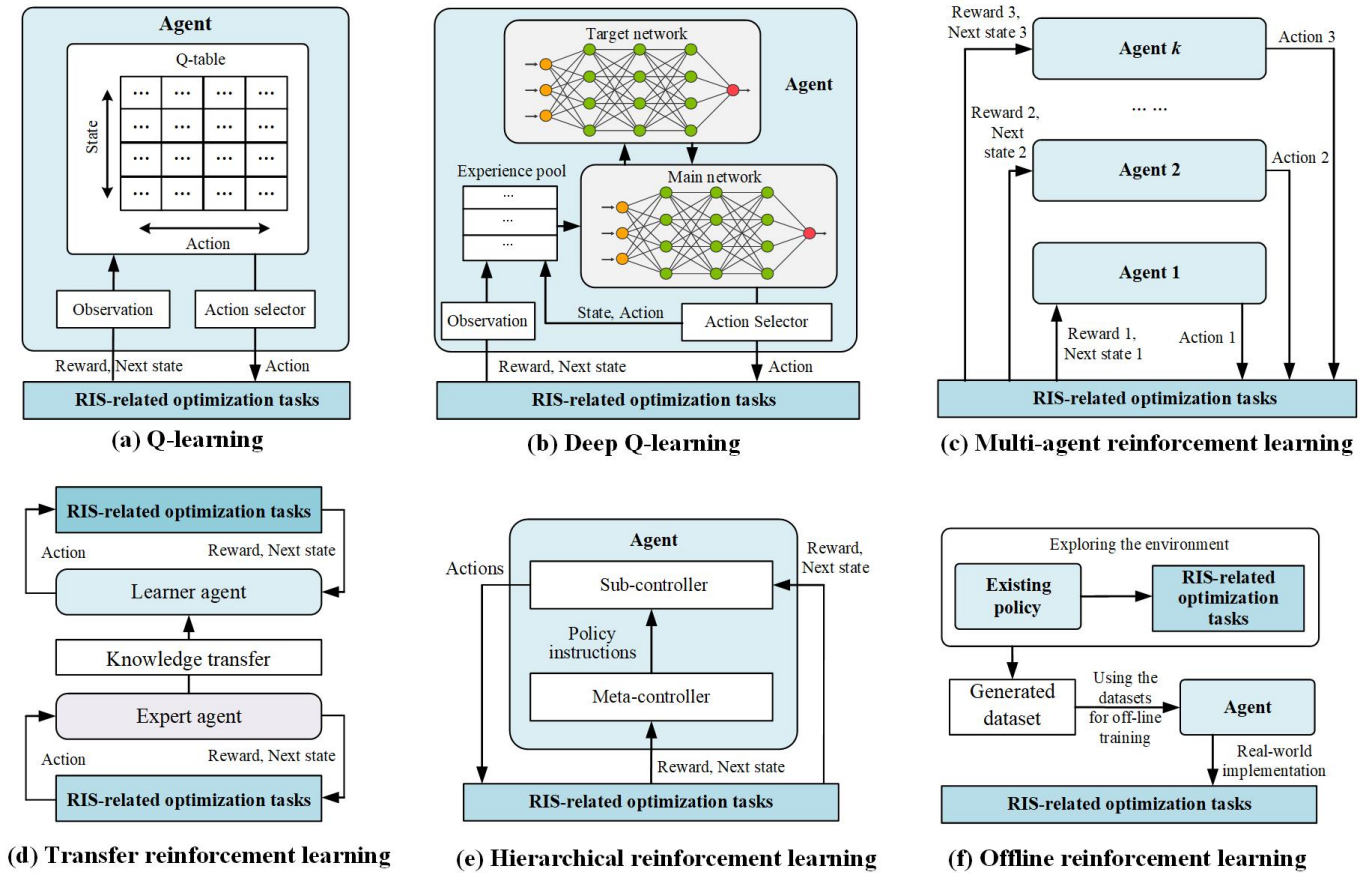 Agent
Q-table
... ... ... ...
... ... ... ...
... ... ... ...
... ... ... ...
State
Action
Observation
Action selector
Reward, Next state
Action
RIS-related optimization tasks
(a) Q-learning
Target network
Agent
Experience pool
...
...
...
Main network
Observation
State, Action
Action Selector
Reward, Next state
Action
RIS-related optimization tasks
(b) Deep Q-learning
Reward 3,
Next state 3
Agent k
Action 3
... ...
Reward 2,
Next
state 2
Agent 2
Action 2
Agent 1
Reward 1,
Next state 1
Action 1
RIS-related optimization tasks
(c) Multi-agent reinforcement learning
RIS-related optimization tasks
Action
Reward, Next state
Learner agent
Knowledge transfer
Expert agent
Action
Reward, Next state
RIS-related optimization tasks
(d) Transfer reinforcement learning
Agent
Actions
Sub-controller
Reward,
Next state
Policy
instructions
Meta-controller
Reward, Next state
RIS-related optimization tasks
(e) Hierarchical reinforcement learning
Exploring the environment
Existing
policy
RIS-related
optimization
tasks
Generated
dataset
Using the
datasets
for off-line
training
Agent
Real-world
implementation
RIS-related optimization tasks
(f) Offline reinforcement learning